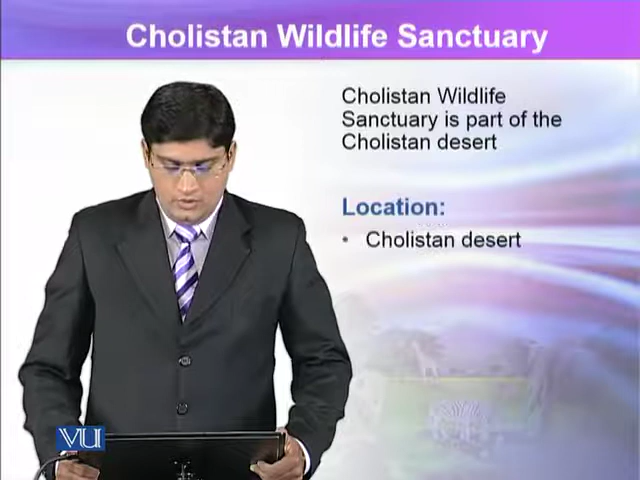 Cholistan Wildlife Sanctuary
Cholistan Wildlife
Sanctuary is part of the
Cholistan desert
Location:
• Cholistan desert
VU